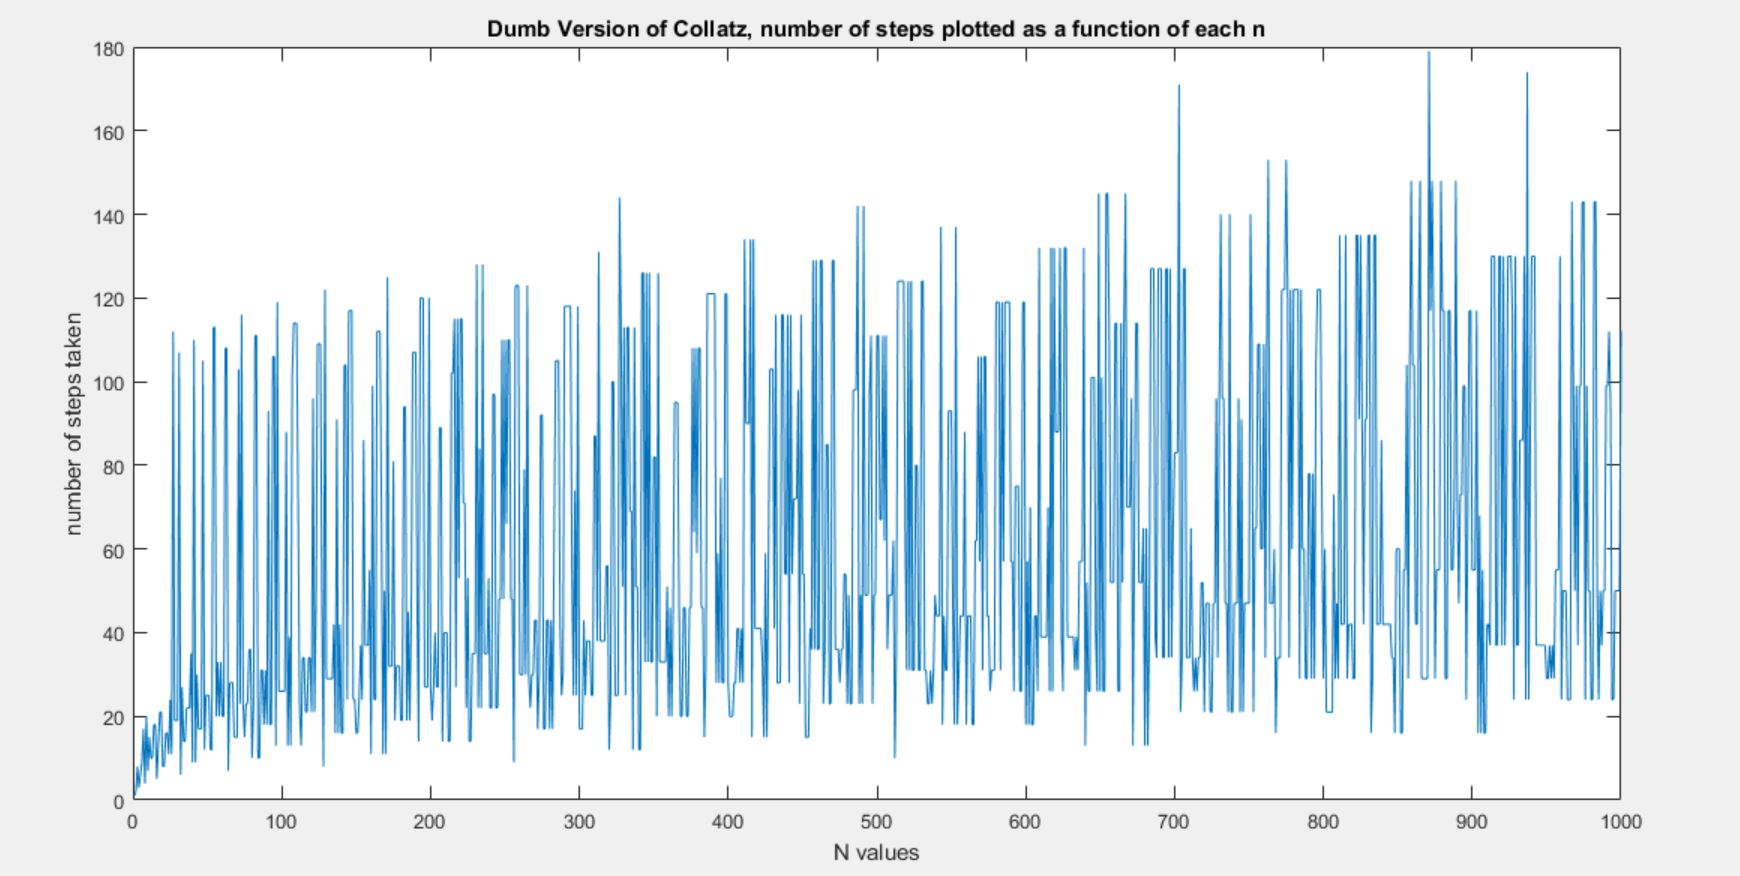 Dumb Version of Collatz, number of steps plotted as a function of each n
180
160
140
120
100
80
60
40
20
0
number of steps taken
0 100 200 300 400 500 600 700 800 900 1000
N values